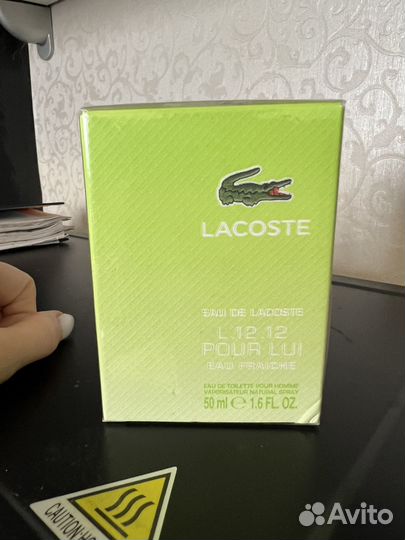 LACOSTE
EAU DE LACOSTE
L.12.12
POUR LUI
EAU FRAICHE
EAU DE TOILETTE POUR HOMME
VAPORISATEUR NATURAL SPRAY
50 ml ℮ 1.6 FL. OZ.
CAUTION:
Avito